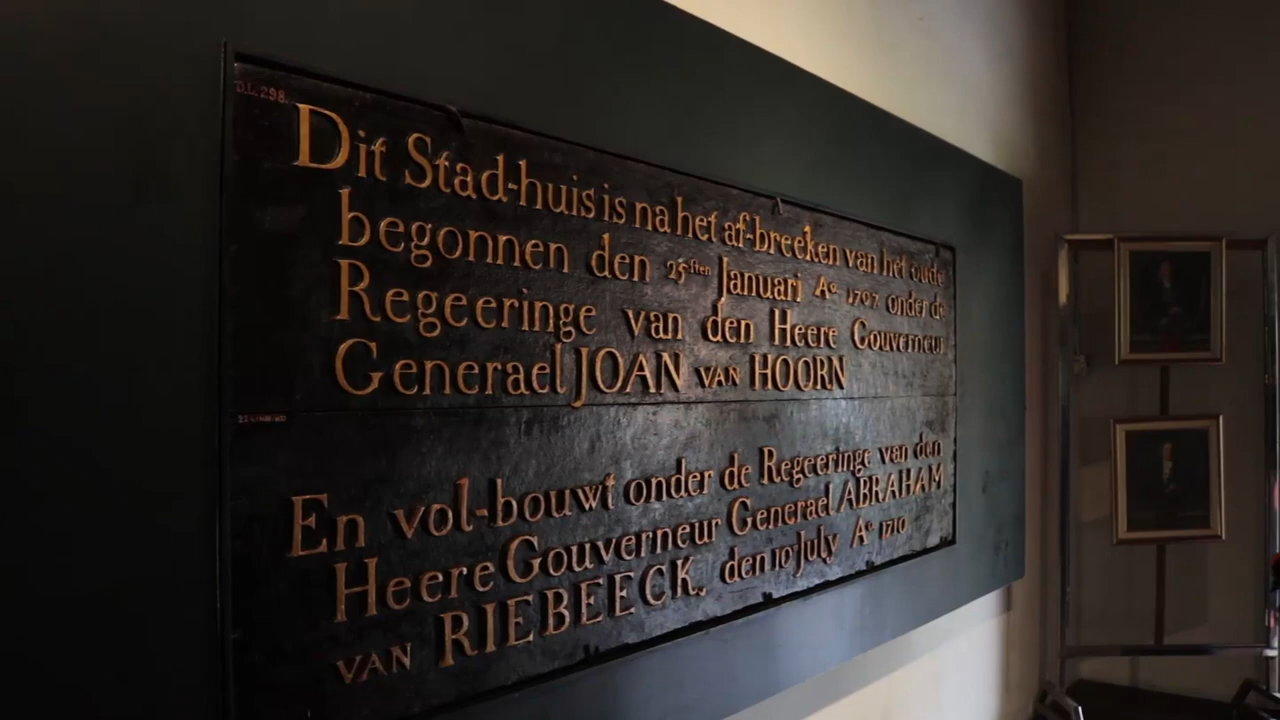 D.L.298.
Dit Stad-huis is na het af-breeken van het oude
begonnen den 25sten Januari Ao 1707. onder de
Regeeringe van den Heere Gouverneur
Generael JOAN VAN HOORN
En vol-bouwt onder de Regeeringe van den
Heere Gouverneur Generael ABRAHAM
VAN RIEBEECK. den 10 July Ao 1710